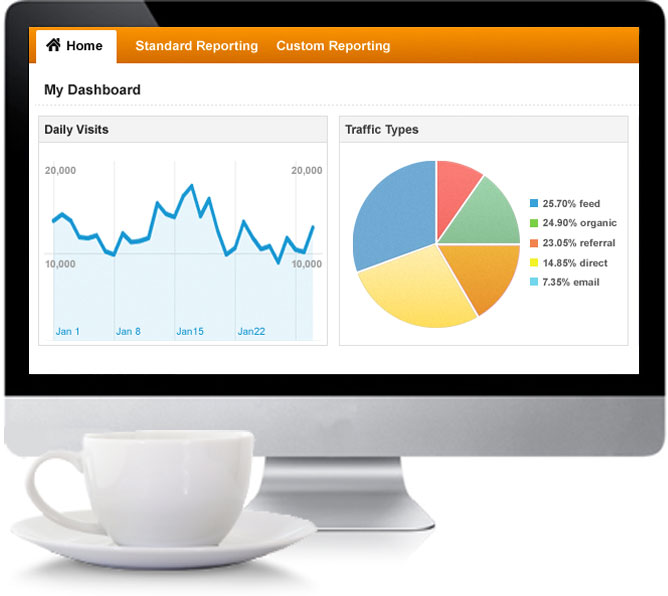 Home Standard Reporting Custom Reporting
My Dashboard
Daily Visits
20,000 20,000
10,000 10,000
Jan 1 Jan 8 Jan15 Jan22
Traffic Types
25.70% feed
24.90% organic
23.05% referral
14.85% direct
7.35% email